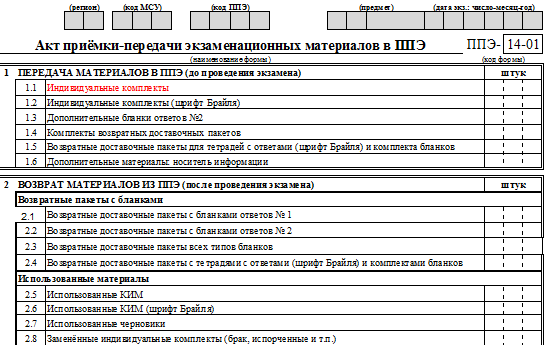 (регион) (код МСУ) (код ППЭ) (предмет) (дата экз.: число-месяц-год)
Акт приёмки-передачи экзаменационных материалов в ППЭ ППЭ- 14-01
(наименование формы) (код формы)
1 ПЕРЕДАЧА МАТЕРИАЛОВ В ППЭ (до проведения экзамена) штук
1.1 Индивидуальные комплекты
1.2 Индивидуальные комплекты (шрифт Брайля)
1.3 Дополнительные бланки ответов №2
1.4 Комплекты возвратных доставочных пакетов
1.5 Возвратные доставочные пакеты для тетрадей с ответами (шрифт Брайля) и комплекта бланков
1.6 Дополнительные материалы: носитель информации
2 ВОЗВРАТ МАТЕРИАЛОВ ИЗ ППЭ (после проведения экзамена) штук
Возвратные пакеты с бланками
2.1 Возвратные доставочные пакеты с бланками ответов № 1
2.2 Возвратные доставочные пакеты с бланками ответов № 2
2.3 Возвратные доставочные пакеты всех типов бланков
2.4 Возвратные доставочные пакеты с тетрадями с ответами (шрифт Брайля) и комплектами бланков
Использованные материалы
2.5 Использованные КИМ
2.6 Использованные КИМ (шрифт Брайля)
2.7 Использованные черновики
2.8 Заменённые индивидуальные комплекты (брак, испорченные и т.п.)